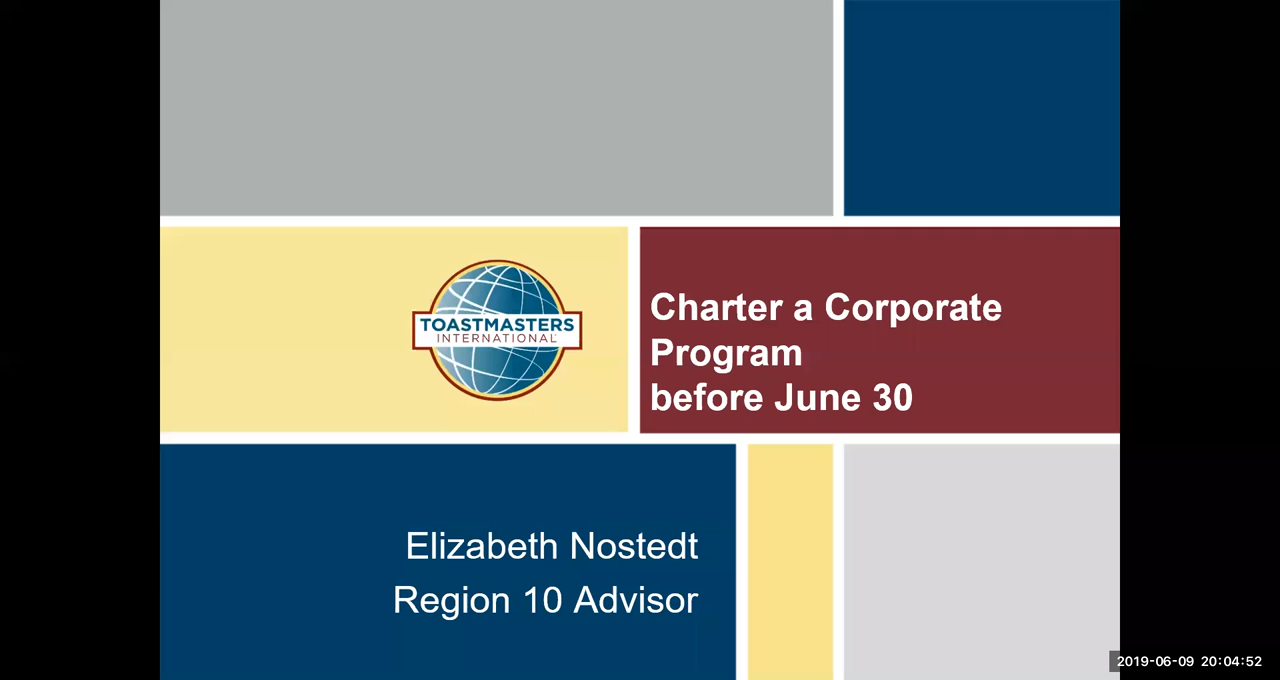 TOASTMASTERS
INTERNATIONAL
Charter a Corporate
Program
before June 30
Elizabeth Nostedt
Region 10 Advisor
2019-06-09 20:04:52